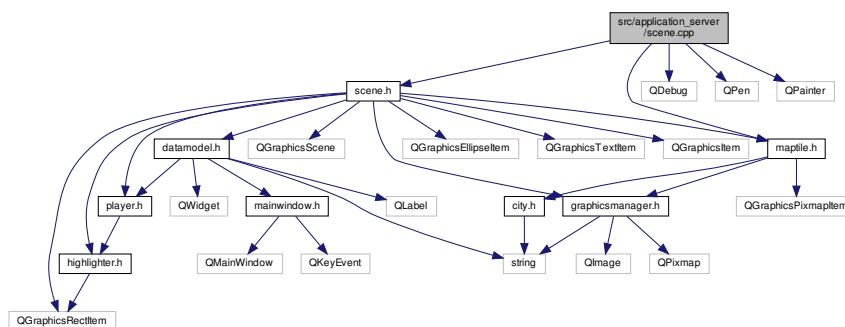 src/application_server
/scene.cpp
scene.h
QDebug
QPen
QPainter
datamodel.h
QGraphicsScene
QGraphicsEllipseItem
QGraphicsTextItem
QGraphicsItem
maptile.h
player.h
QWidget
mainwindow.h
QLabel
city.h
graphicsmanager.h
QGraphicsPixmapItem
highlighter.h
QMainWindow
QKeyEvent
string
QImage
QPixmap
QGraphicsRectItem